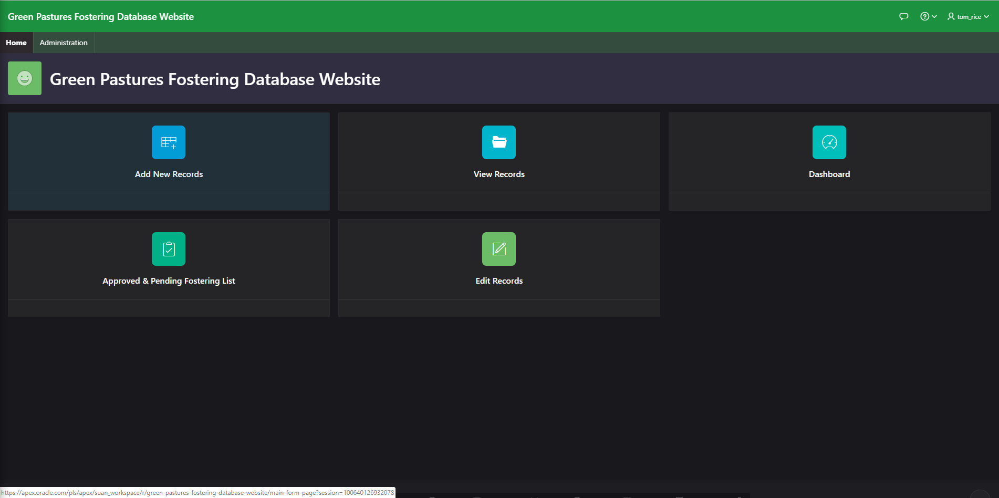 Green Pastures Fostering Database Website
tom_rice
Home
Administration
Green Pastures Fostering Database Website
Add New Records
View Records
Dashboard
Approved & Pending Fostering List
Edit Records
https://apex.oracle.com/pls/apex/suan_workspace/r/green-pastures-fostering-database-website/main-form-page?session=100640126932078